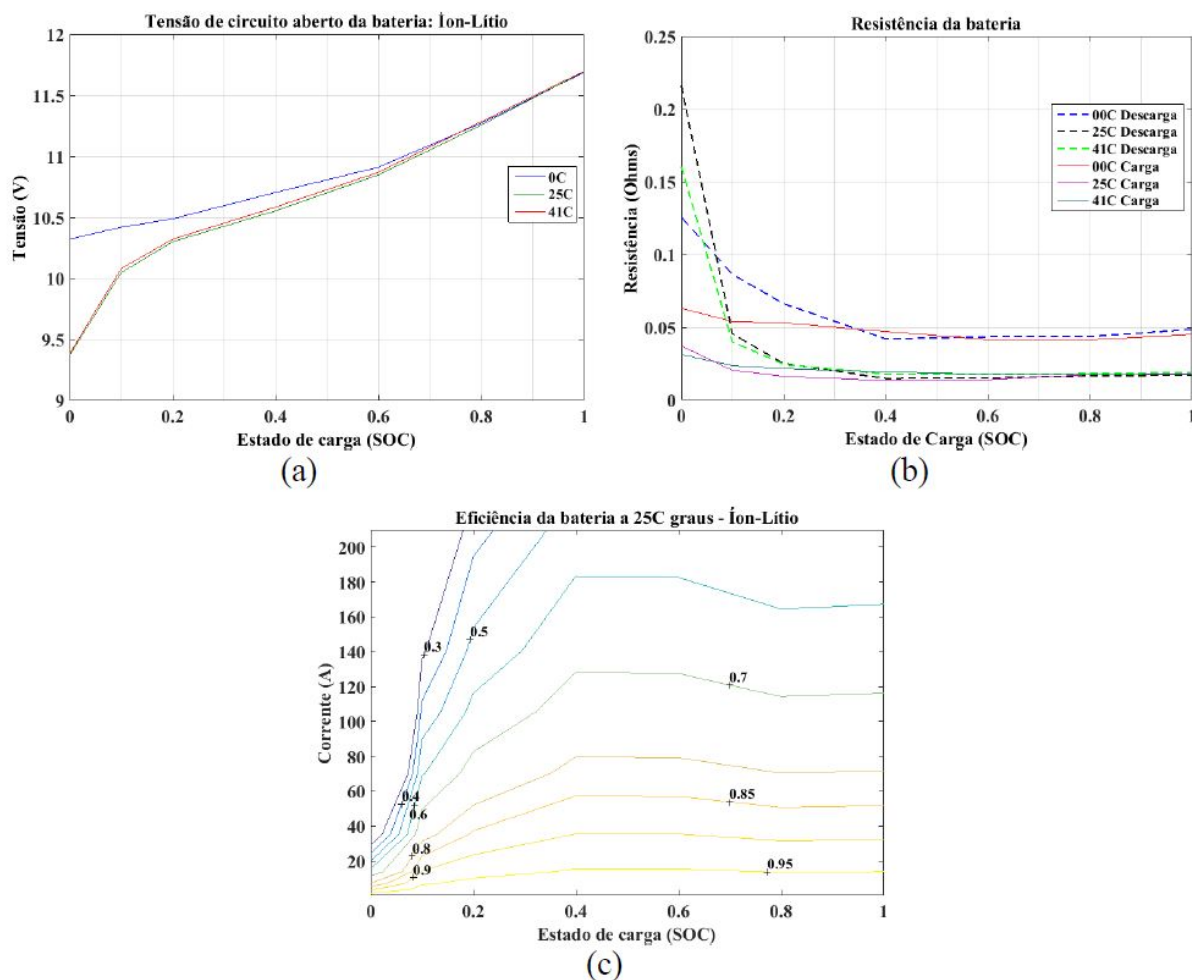 Tensão de circuito aberto da bateria: Íon-Lítio
12
11.5
11
10.5
10
9.5
9
Tensão (V)
0C
25C
41C
0
0.2
0.4
0.6
0.8
1
Estado de carga (SOC)
(a)
Resistência da bateria
0.25
0.2
0.15
0.1
0.05
0
Resistência (Ohms)
00C Descarga
25C Descarga
41C Descarga
00C Carga
25C Carga
41C Carga
0
0.2
0.4
0.6
0.8
1
Estado de Carga (SOC)
(b)
Eficiência da bateria a 25C graus - Íon-Lítio
200
180
160
140
120
100
80
60
40
20
Corrente (A)
0.3
0.5
0.7
0.4
0.6
0.85
0.8
0.9
0.95
0
0.2
0.4
0.6
0.8
1
Estado de carga (SOC)
(c)